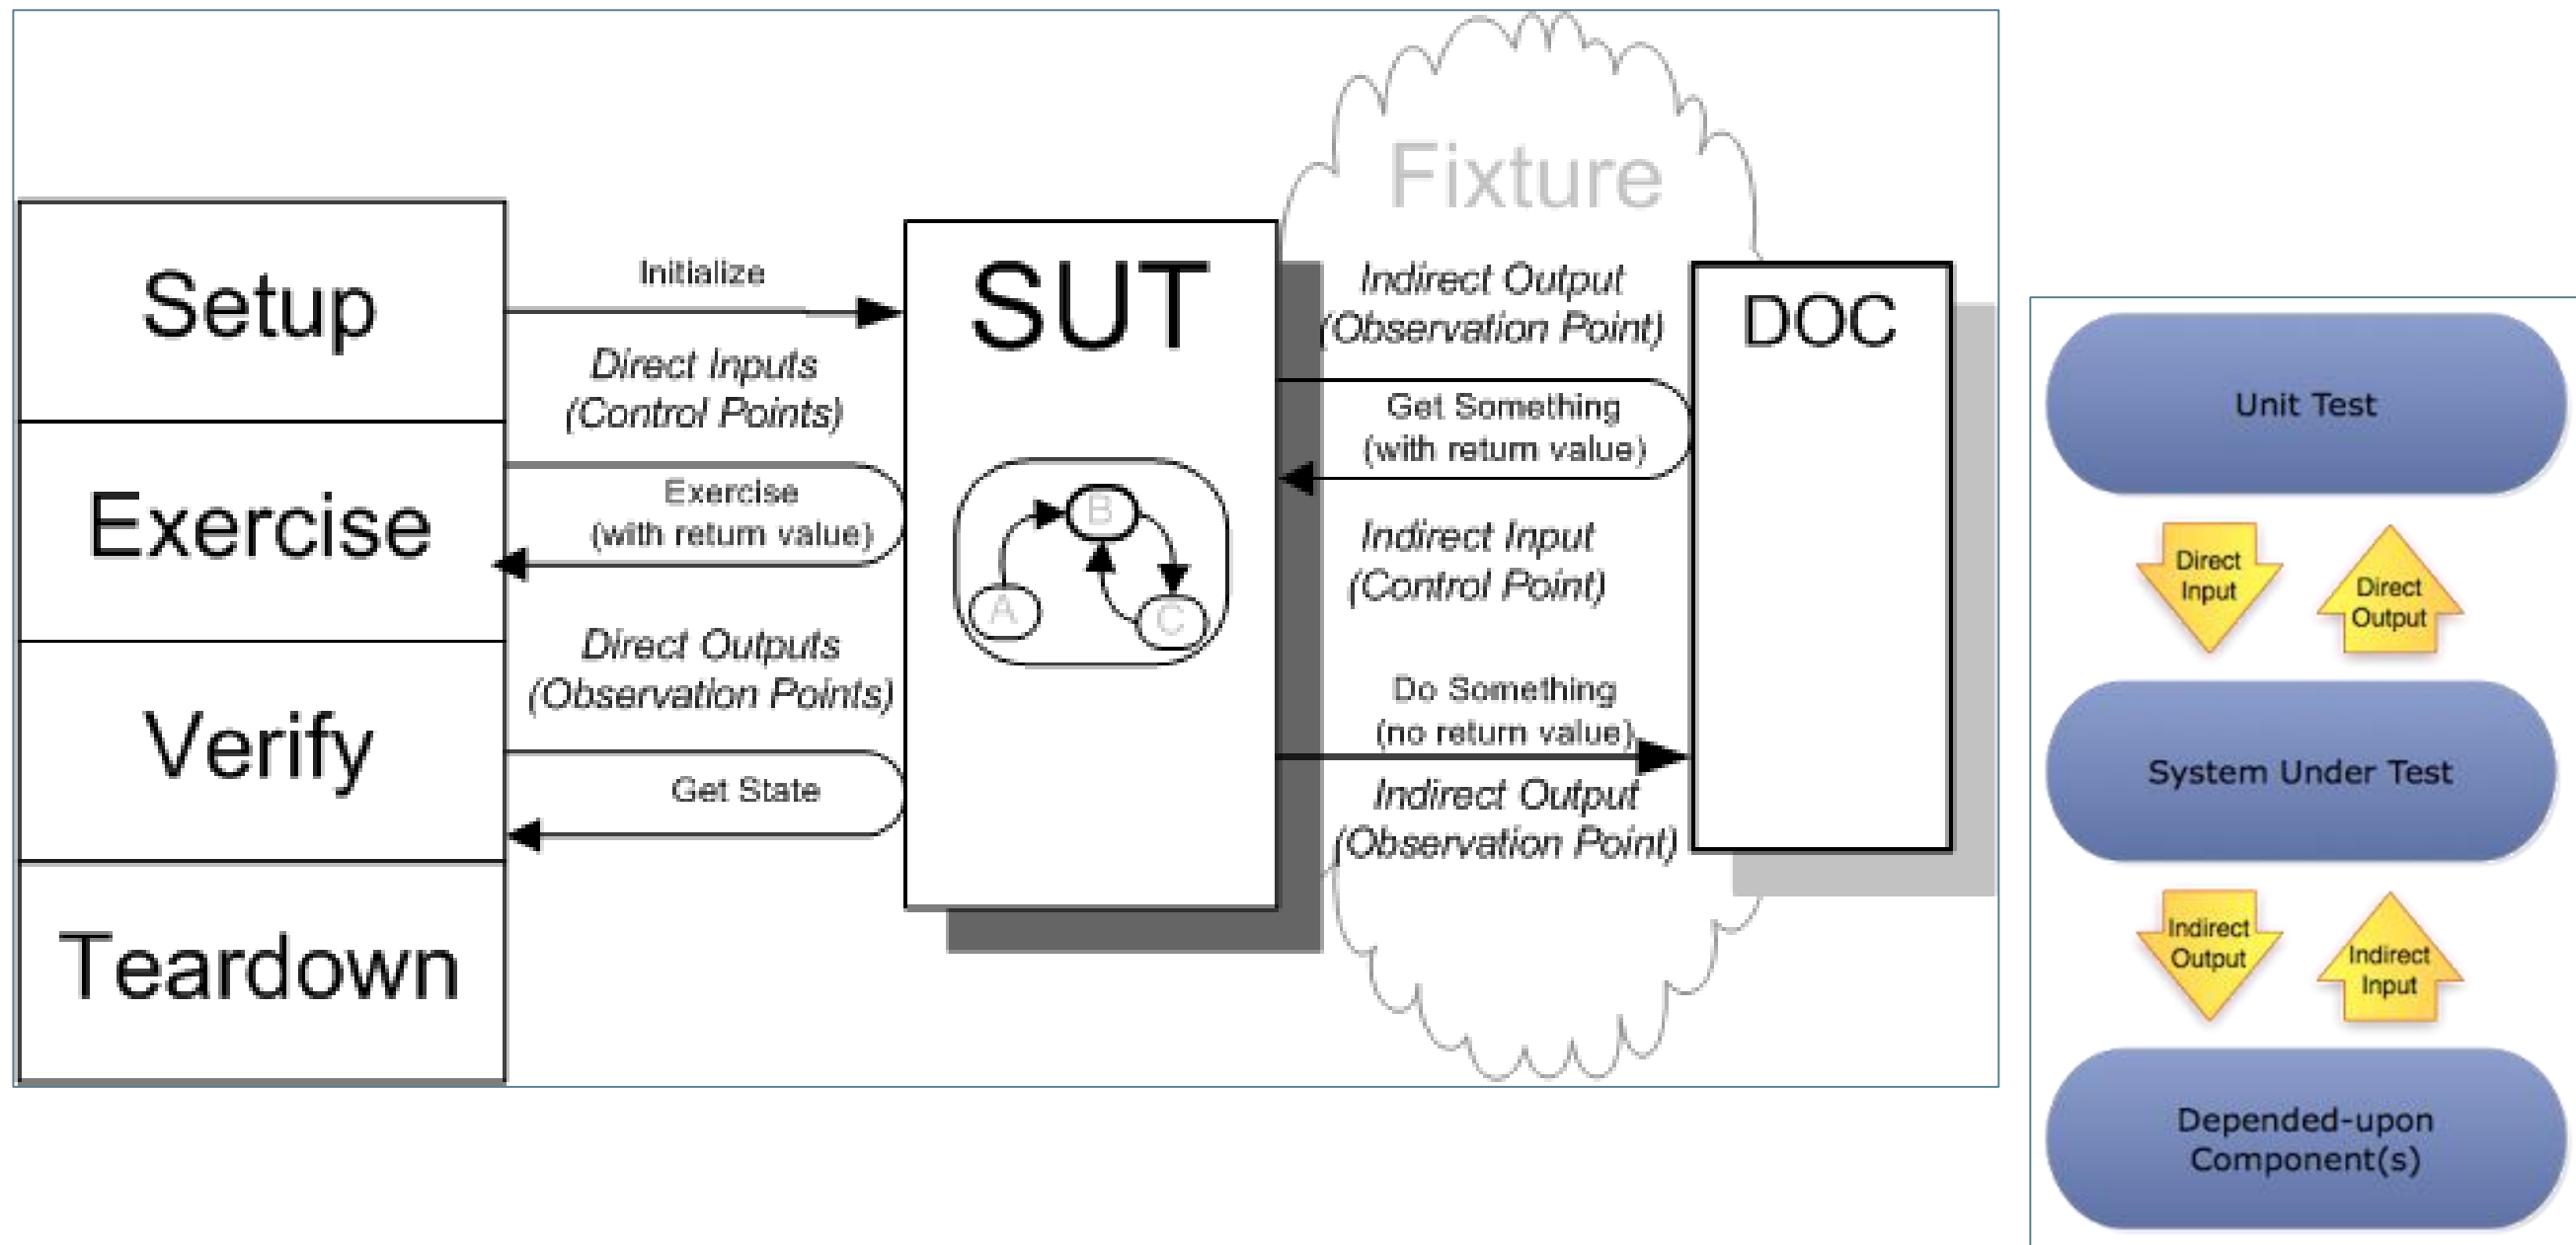 Fixture
Setup
Initialize
Direct Inputs
(Control Points)
Exercise
Exercise
(with return value)
Direct Outputs
(Observation Points)
Verify
Get State
Teardown
SUT
B
A
C
Indirect Output
(Observation Point)
Get Something
(with return value)
Indirect Input
(Control Point)
Do Something
(no return value)
Indirect Output
(Observation Point)
DOC
Unit Test
Direct
Input
Direct
Output
System Under Test
Indirect
Output
Indirect
Input
Depended-upon
Component(s)